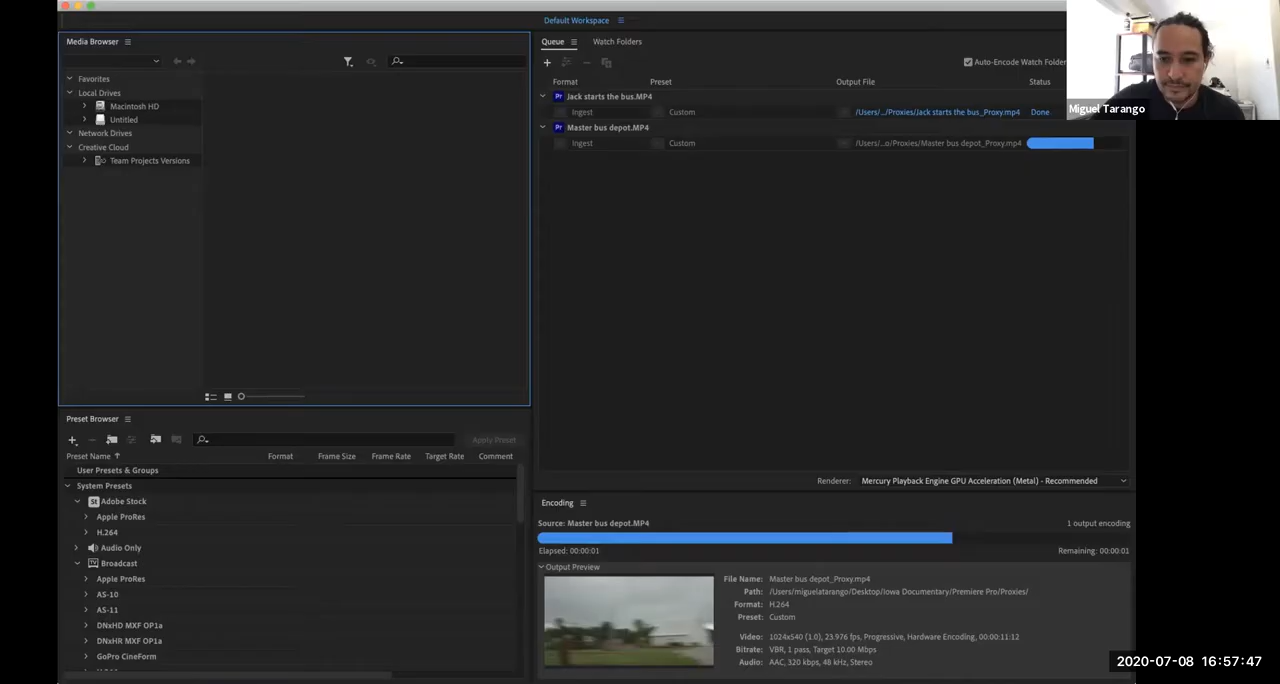 Default Workspace
Media Browser
Favorites
Local Drives
Macintosh HD
Untitled
Network Drives
Creative Cloud
Team Projects Versions
Queue Watch Folders
Auto-Encode Watch Folder
Format Preset Output File Status
Pr Jack starts the bus.MP4
Ingest Custom /Users/.../Proxies/Jack starts the bus_Proxy.mp4 Done
Pr Master bus depot.MP4
Ingest Custom /Users/...o/Proxies/Master bus depot_Proxy.mp4
Miguel Tarango
Preset Browser
Apply Preset
Preset Name Format Frame Size Frame Rate Target Rate Comment
User Presets & Groups
System Presets
St Adobe Stock
Apple ProRes
H.264
Audio Only
Broadcast
Apple ProRes
AS-10
AS-11
DNxHD MXF OP1a
DNxHR MXF OP1a
GoPro CineForm
Renderer: Mercury Playback Engine GPU Acceleration (Metal) - Recommended
Encoding
Source: Master bus depot.MP4 1 output encoding
Elapsed: 00:00:01 Remaining: 00:00:01
Output Preview
File Name: Master bus depot_Proxy.mp4
Path: /Users/migueltarango/Desktop/Iowa Documentary/Premiere Pro/Proxies/
Format: H.264
Preset: Custom
Video: 1024x540 (1.0), 23.976 fps, Progressive, Hardware Encoding, 00:00:11:12
Bitrate: VBR, 1 pass, Target 10.00 Mbps
Audio: AAC, 320 kbps, 48 kHz, Stereo
2020-07-08 16:57:47